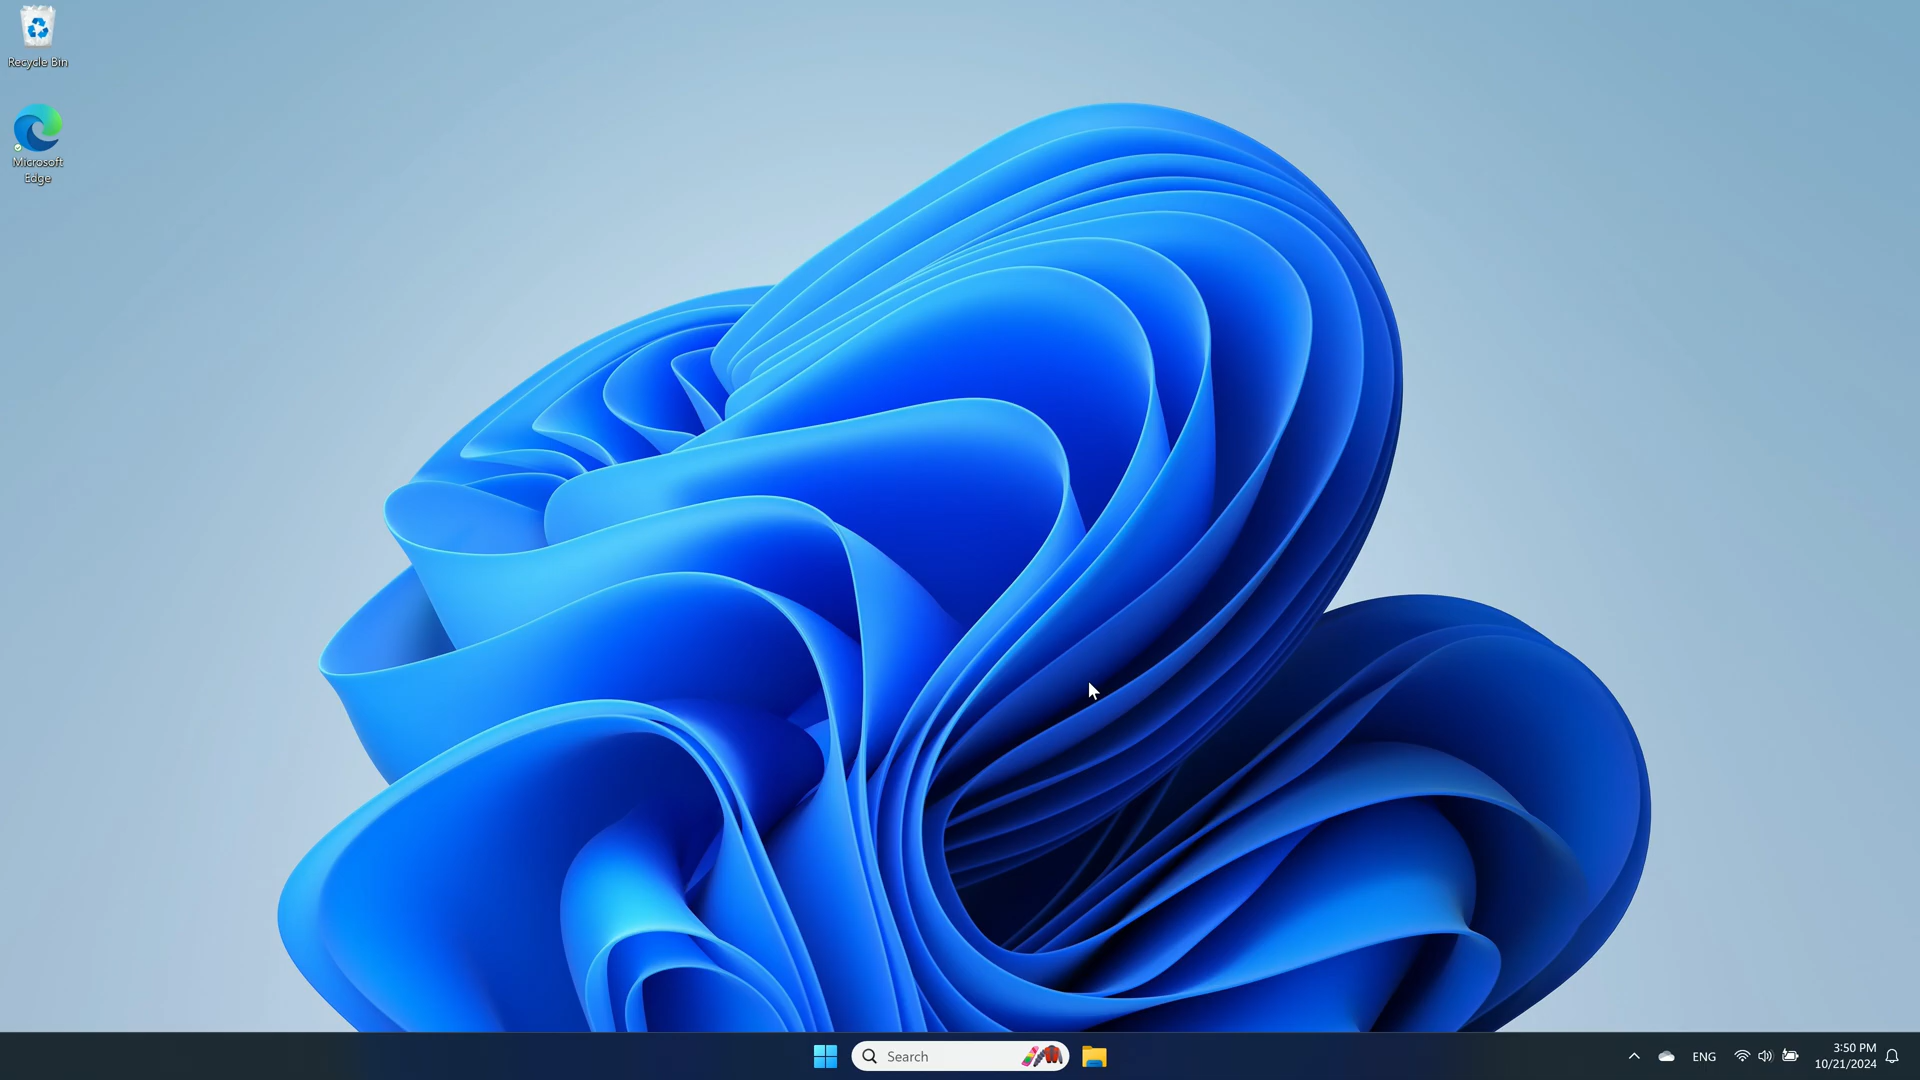 Recycle Bin
Microsoft
Edge
Search
ENG
3:50 PM
10/21/2024